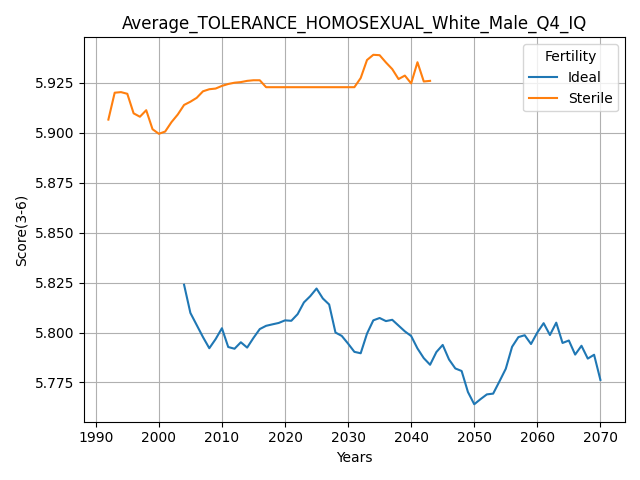 Average_TOLERANCE_HOMOSEXUAL_White_Male_Q4_IQ
Fertility
Ideal
Sterile
Score(3-6)
5.925
5.900
5.875
5.850
5.825
5.800
5.775
1990 2000 2010 2020 2030 2040 2050 2060 2070
Years